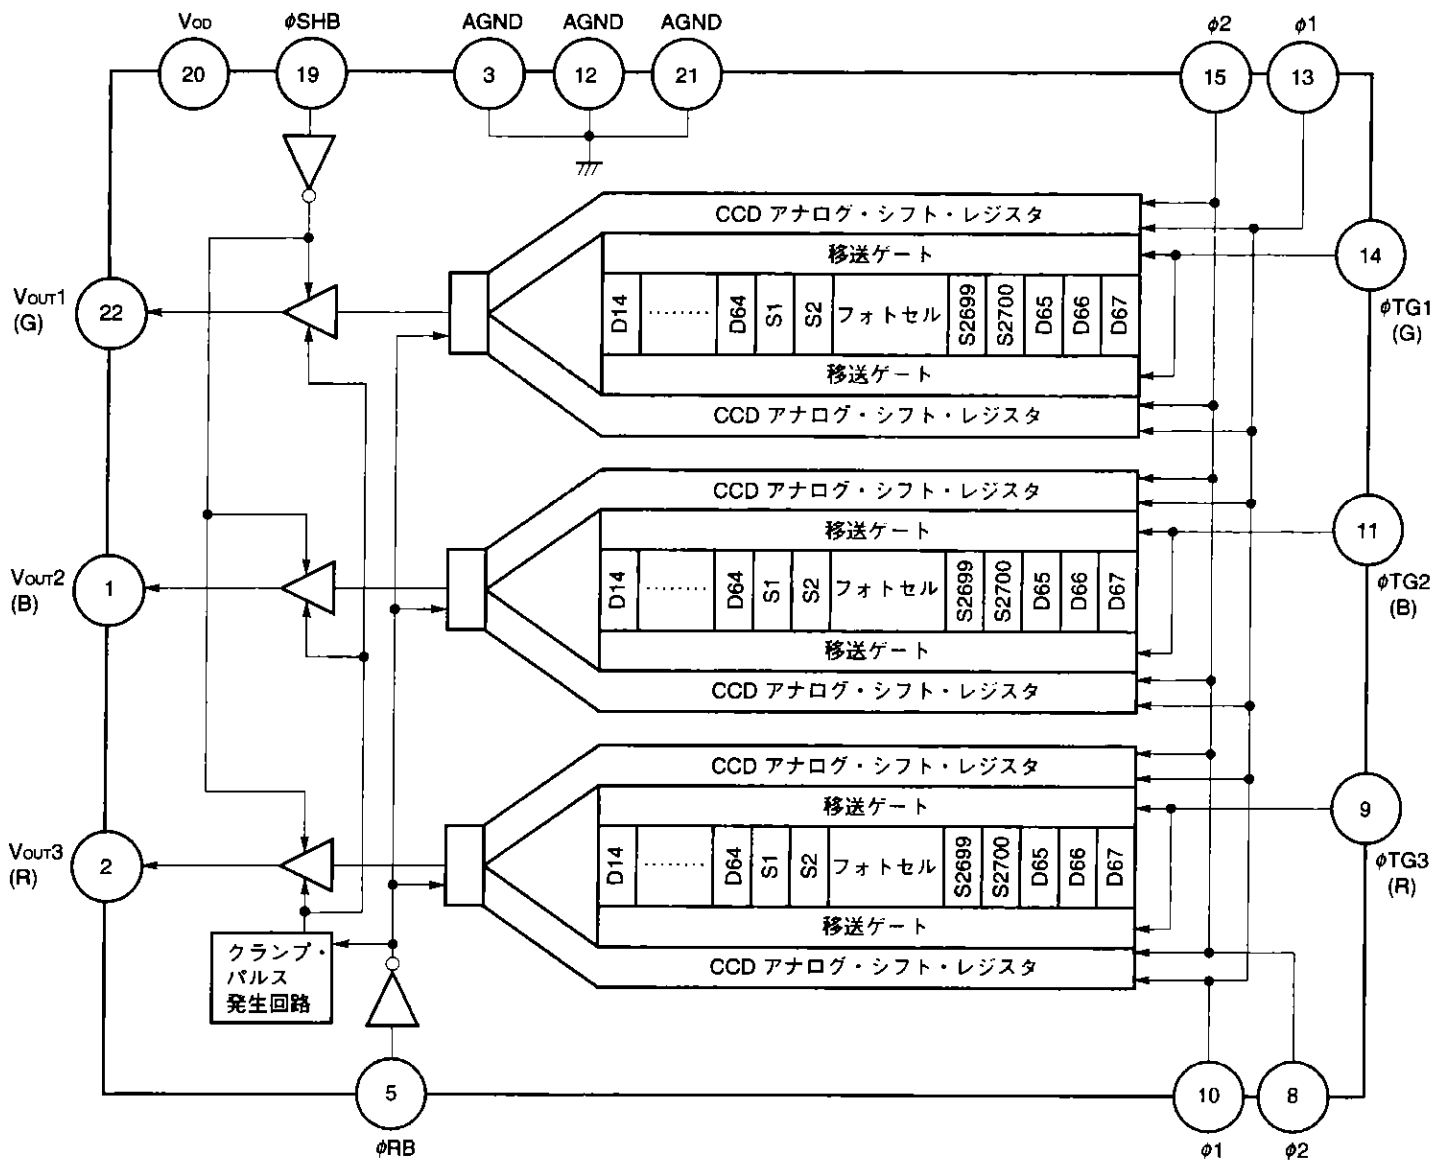 VOD
φSHB
AGND
AGND
AGND
φ2
φ1
20
19
3
12
21
15
13
CCD アナログ・シフト・レジスタ
移送ゲート
14
φTG1
(G)
VOUT1
(G)
22
D14
········
D64
S1
S2
フォトセル
S2699
S2700
D65
D66
D67
移送ゲート
CCD アナログ・シフト・レジスタ
CCD アナログ・シフト・レジスタ
移送ゲート
11
φTG2
(B)
VOUT2
(B)
1
D14
········
D64
S1
S2
フォトセル
S2699
S2700
D65
D66
D67
移送ゲート
CCD アナログ・シフト・レジスタ
CCD アナログ・シフト・レジスタ
移送ゲート
9
φTG3
(R)
VOUT3
(R)
2
D14
········
D64
S1
S2
フォトセル
S2699
S2700
D65
D66
D67
移送ゲート
CCD アナログ・シフト・レジスタ
クランプ・
パルス
発生回路
5
10
8
φRB
φ1
φ2